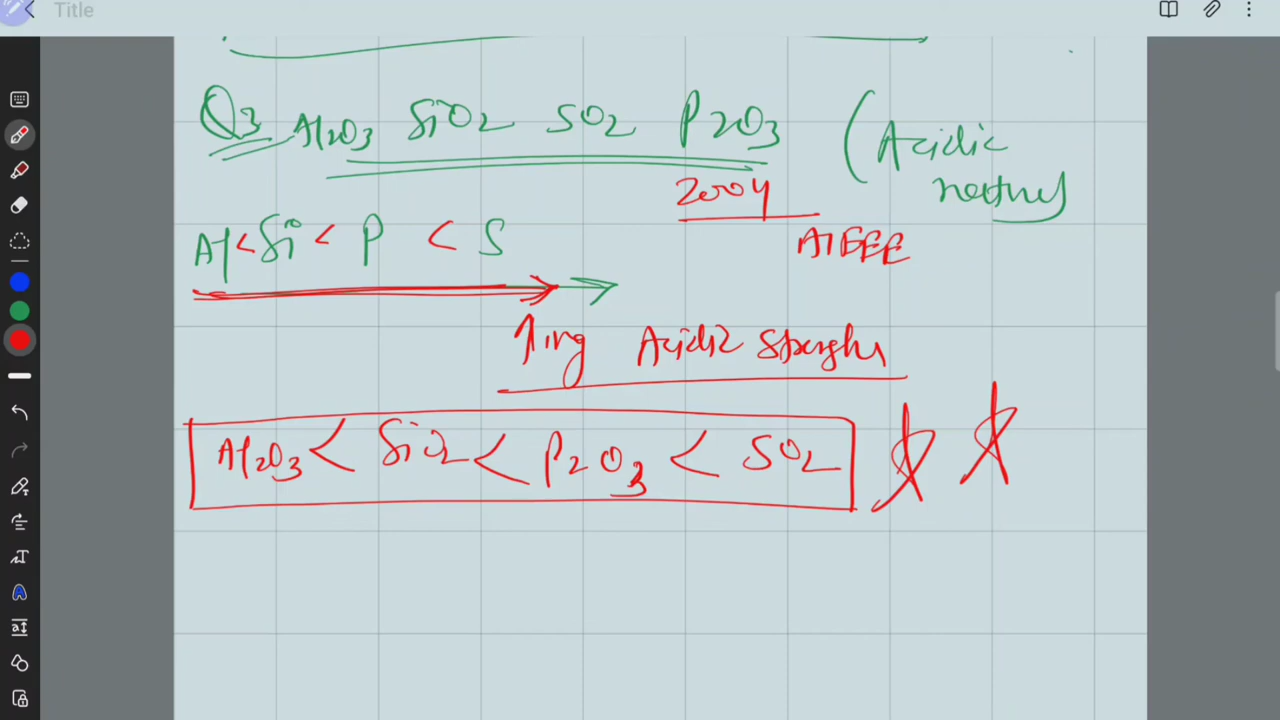 Title
Q3 Al2O3 SiO2 SO2 P2O3 (Acidic nature)
2004
AIEEE
Al < Si < P < S
↑ing Acidic Strength
Al2O3 < SiO2 < P2O3 < SO2